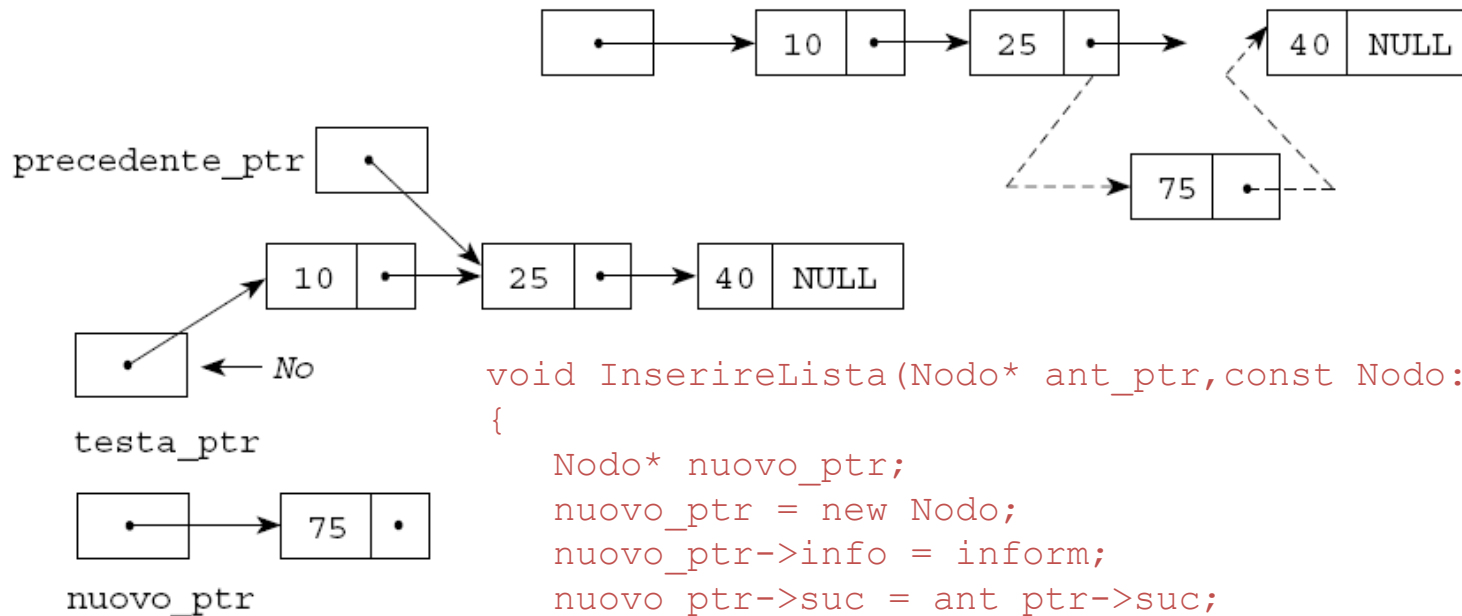 10 25 40 NULL
75
precedente_ptr
10 25 40 NULL
No
testa_ptr
75
nuovo_ptr
void InserireLista(Nodo* ant_ptr,const Nodo:
{
Nodo* nuovo_ptr;
nuovo_ptr = new Nodo;
nuovo_ptr->info = inform;
nuovo_ptr->suc = ant_ptr->suc;